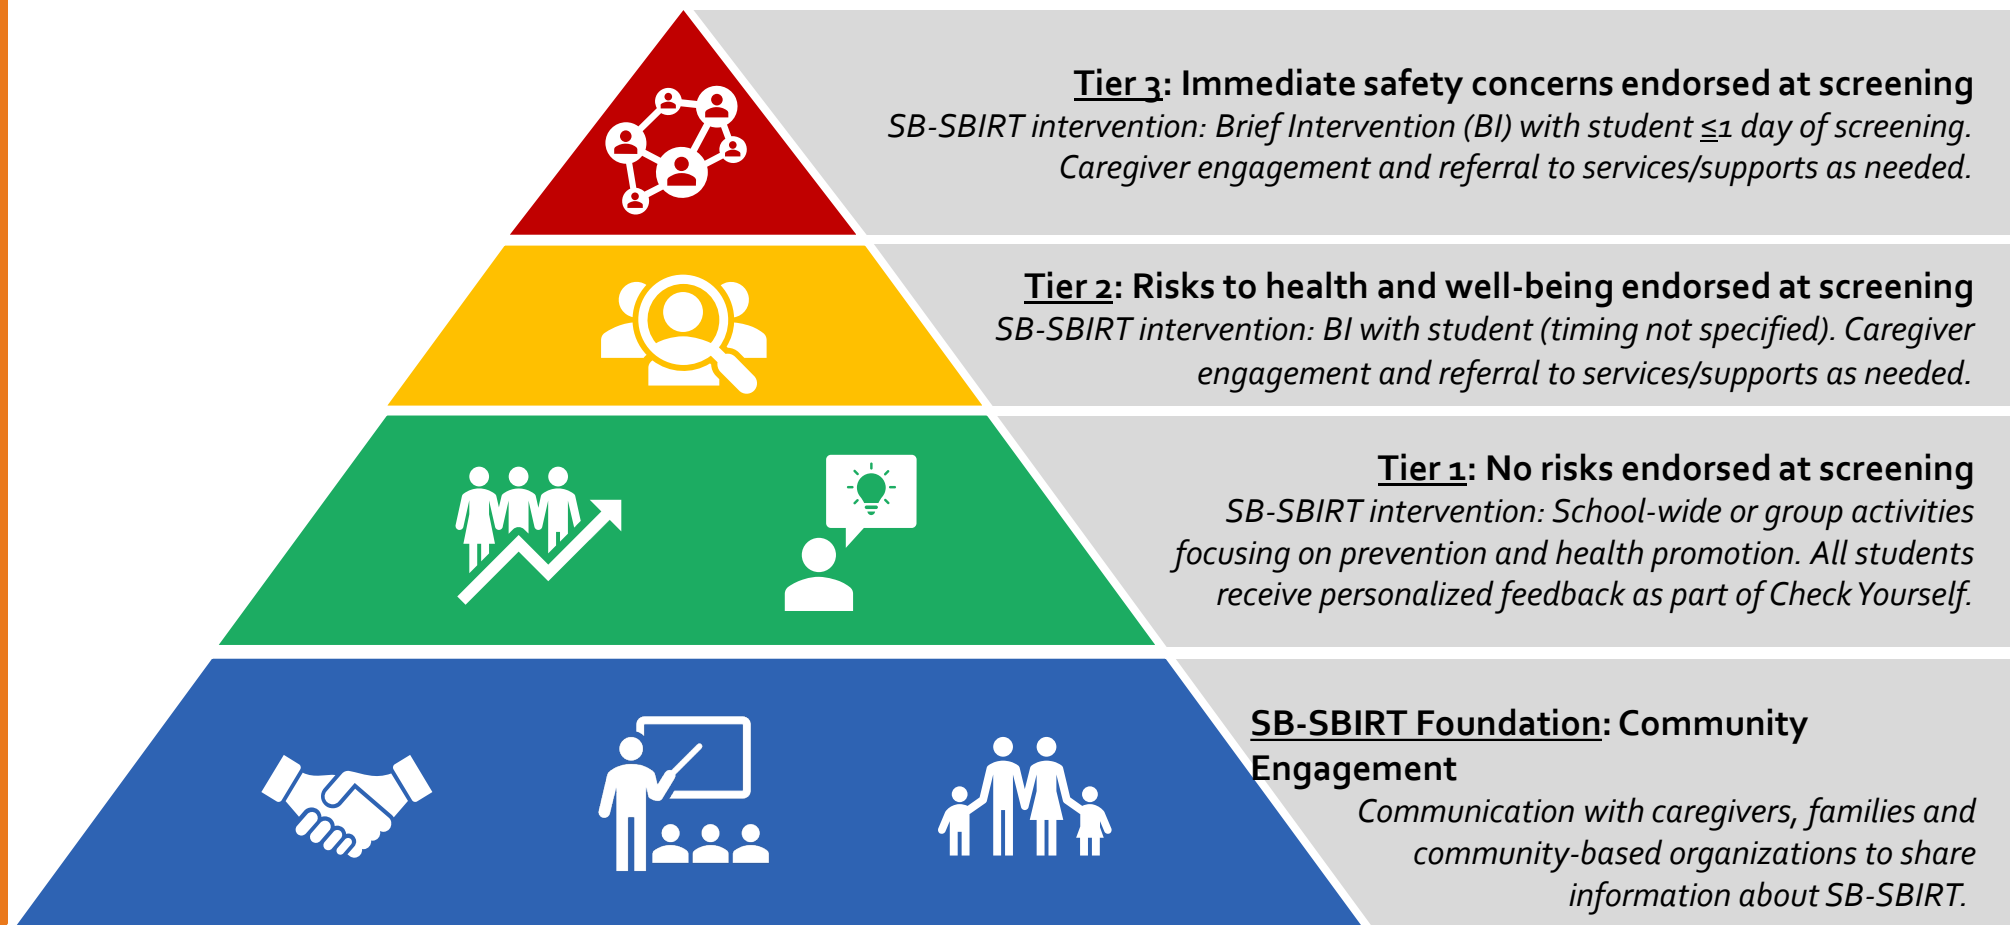 Tier 3: Immediate safety concerns endorsed at screening
SB-SBIRT intervention: Brief Intervention (BI) with student ≤1 day of screening.
Caregiver engagement and referral to services/supports as needed.
Tier 2: Risks to health and well-being endorsed at screening
SB-SBIRT intervention: BI with student (timing not specified). Caregiver
engagement and referral to services/supports as needed.
Tier 1: No risks endorsed at screening
SB-SBIRT intervention: School-wide or group activities
focusing on prevention and health promotion. All students
receive personalized feedback as part of Check Yourself.
SB-SBIRT Foundation: Community
Engagement
Communication with caregivers, families and
community-based organizations to share
information about SB-SBIRT.